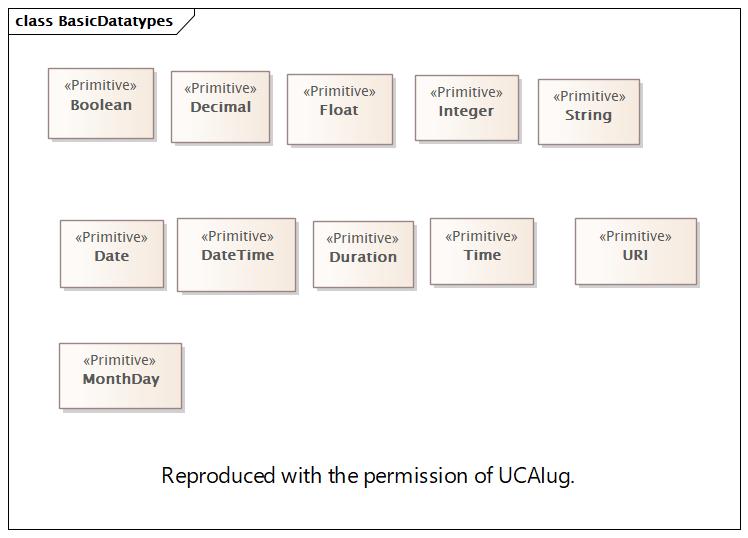 class BasicDatatypes
«Primitive»
Boolean
«Primitive»
Decimal
«Primitive»
Float
«Primitive»
Integer
«Primitive»
String
«Primitive»
Date
«Primitive»
DateTime
«Primitive»
Duration
«Primitive»
Time
«Primitive»
URI
«Primitive»
MonthDay
Reproduced with the permission of UCAIug.